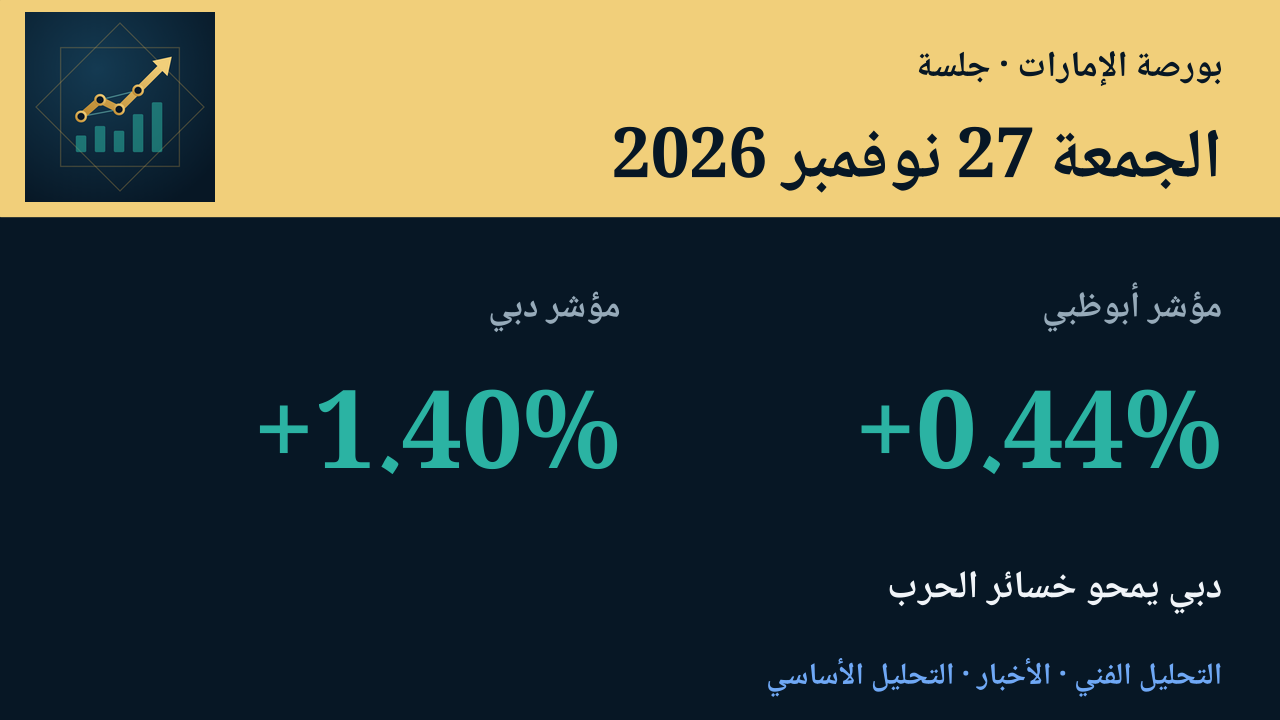 بورصة الإمارات · جلسة
الجمعة 27 نوفمبر 2026
مؤشر أبوظبي
مؤشر دبي
+0.44%
+1.40%
دبي يمحو خسائر الحرب
التحليل الفني · الأخبار · التحليل الأساسي